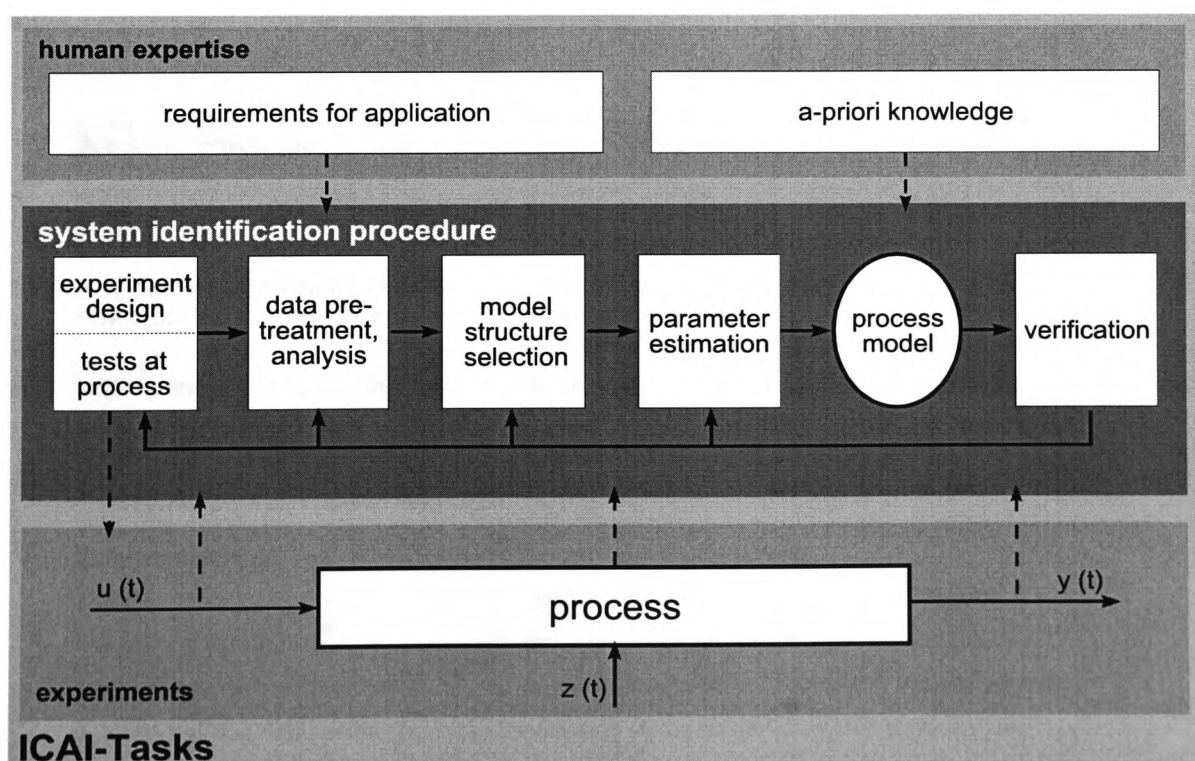 human expertise
requirements for application
a-priori knowledge
system identification procedure
experiment
design
tests at
process
data pre-
treatment,
analysis
model
structure
selection
parameter
estimation
process
model
verification
u (t)
process
y (t)
z (t)
experiments
ICAI-Tasks